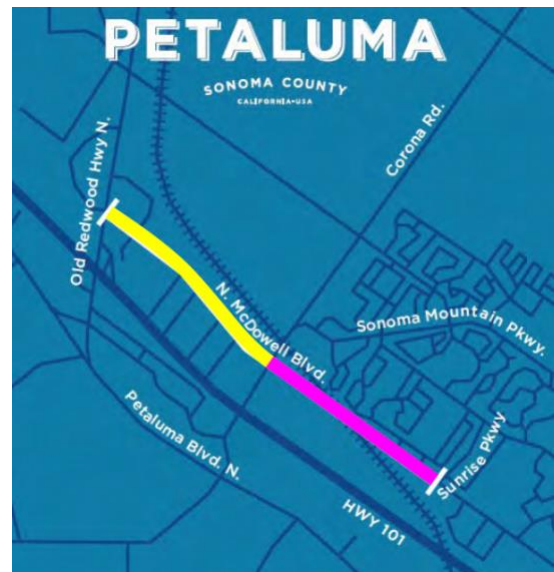 PETALUMA
SONOMA COUNTY
CALIFORNIA•USA
Corona Rd.
Old Redwood Hwy N.
N. McDowell Blvd.
Sonoma Mountain Pkwy.
Petaluma Blvd. N.
Sunrise Pkwy
HWY 101